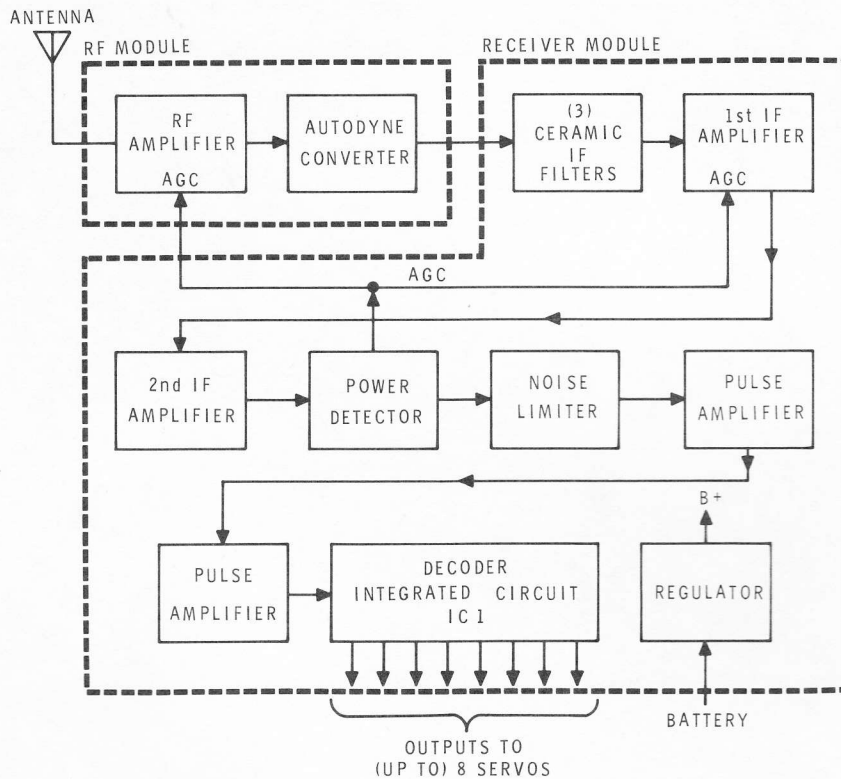 ANTENNA
RF MODULE
RECEIVER MODULE
RF
AMPLIFIER
AGC
AUTODYNE
CONVERTER
(3)
CERAMIC
IF
FILTERS
1st IF
AMPLIFIER
AGC
AGC
2nd IF
AMPLIFIER
POWER
DETECTOR
NOISE
LIMITER
PULSE
AMPLIFIER
B+
PULSE
AMPLIFIER
DECODER
INTEGRATED CIRCUIT
IC1
REGULATOR
BATTERY
OUTPUTS TO
(UP TO) 8 SERVOS